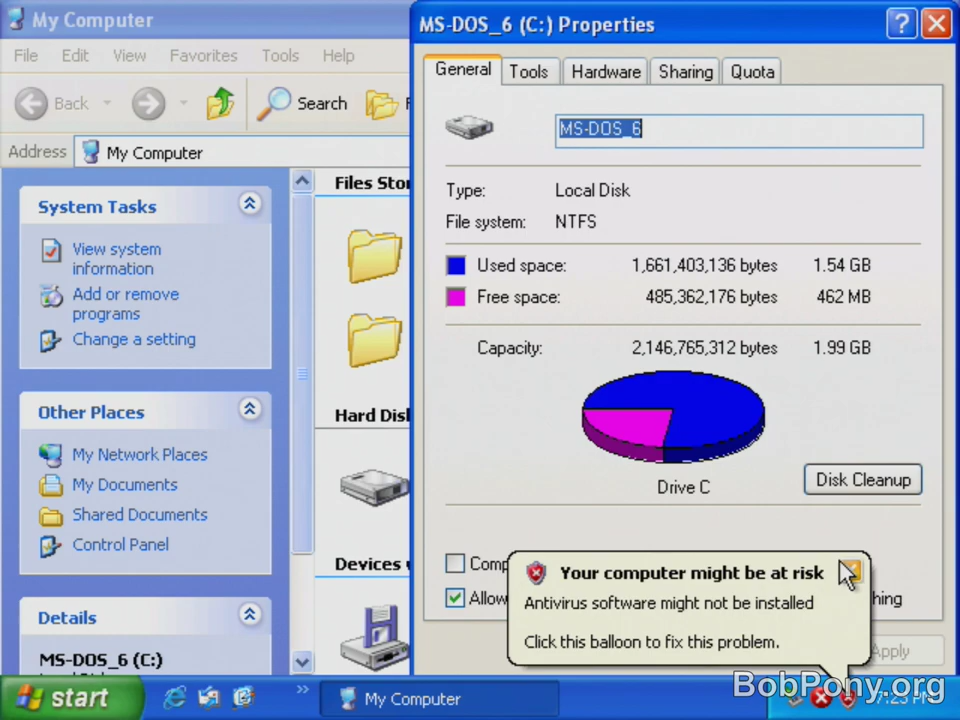 My Computer
File Edit View Favorites Tools Help
Back Search F
Address My Computer
System Tasks
View system information
Add or remove programs
Change a setting
Other Places
My Network Places
My Documents
Shared Documents
Control Panel
Details
MS-DOS_6 (C:)
Files Stor
Hard Disl
Devices
MS-DOS_6 (C:) Properties
General Tools Hardware Sharing Quota
MS-DOS_6
Type: Local Disk
File system: NTFS
Used space: 1,661,403,136 bytes 1.54 GB
Free space: 485,362,176 bytes 462 MB
Capacity: 2,146,765,312 bytes 1.99 GB
Drive C
Disk Cleanup
Comp
Allow hing
Your computer might be at risk
Antivirus software might not be installed
Click this balloon to fix this problem.
Apply
start
My Computer
BobPony.org